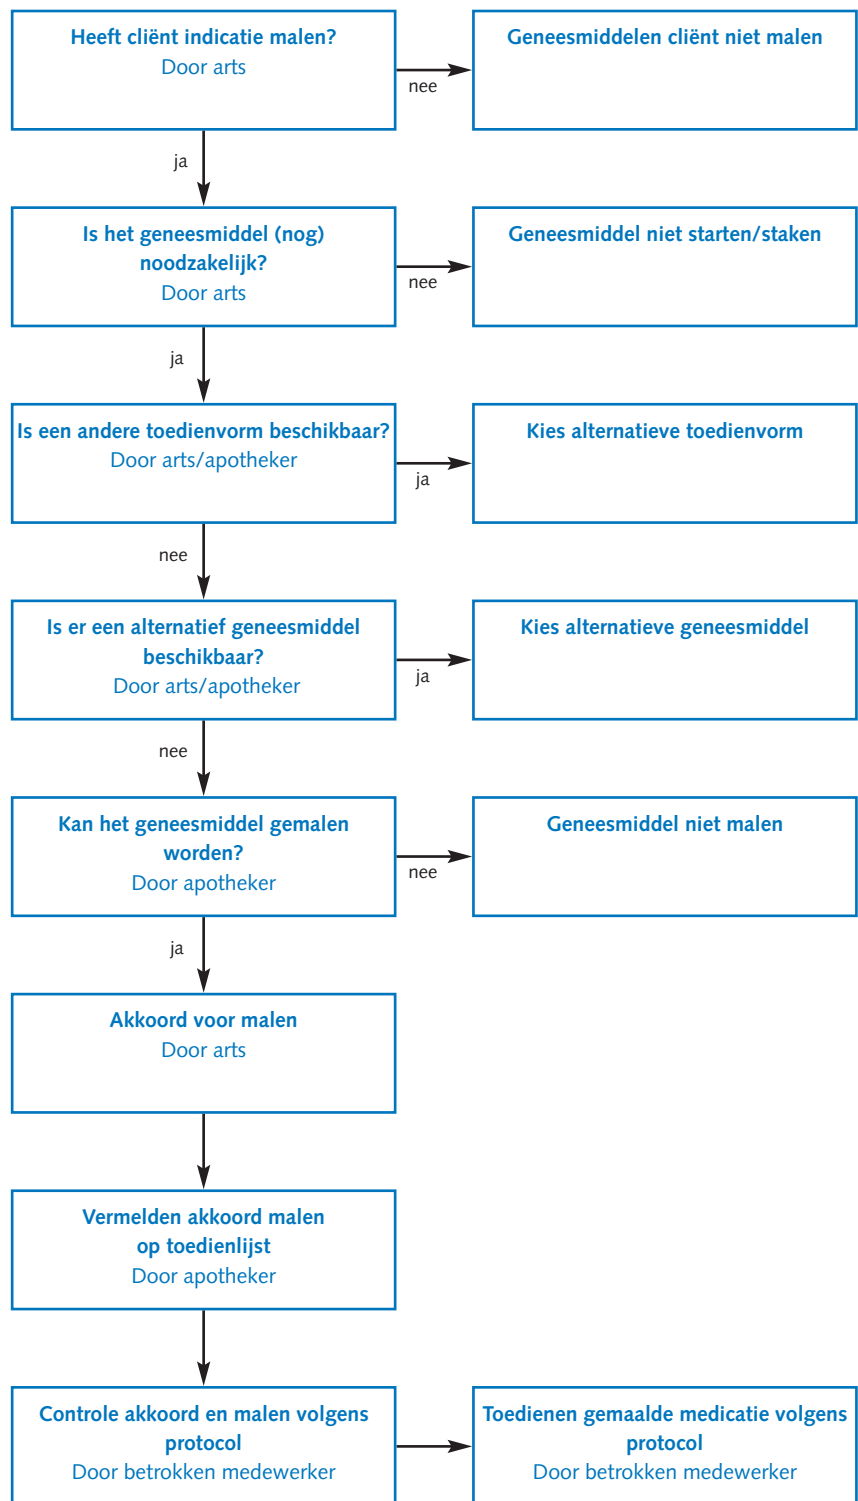 Heeft cliënt indicatie malen?
Door arts
nee
Geneesmiddelen cliënt niet malen
ja
Is het geneesmiddel (nog)
noodzakelijk?
Door arts
nee
Geneesmiddel niet starten/staken
ja
Is een andere toedienvorm beschikbaar?
Door arts/apotheker
ja
Kies alternatieve toedienvorm
nee
Is er een alternatief geneesmiddel
beschikbaar?
Door arts/apotheker
ja
Kies alternatieve geneesmiddel
nee
Kan het geneesmiddel gemalen
worden?
Door apotheker
nee
Geneesmiddel niet malen
ja
Akkoord voor malen
Door arts
Vermelden akkoord malen
op toedienlijst
Door apotheker
Controle akkoord en malen volgens
protocol
Door betrokken medewerker
Toedienen gemaalde medicatie volgens
protocol
Door betrokken medewerker